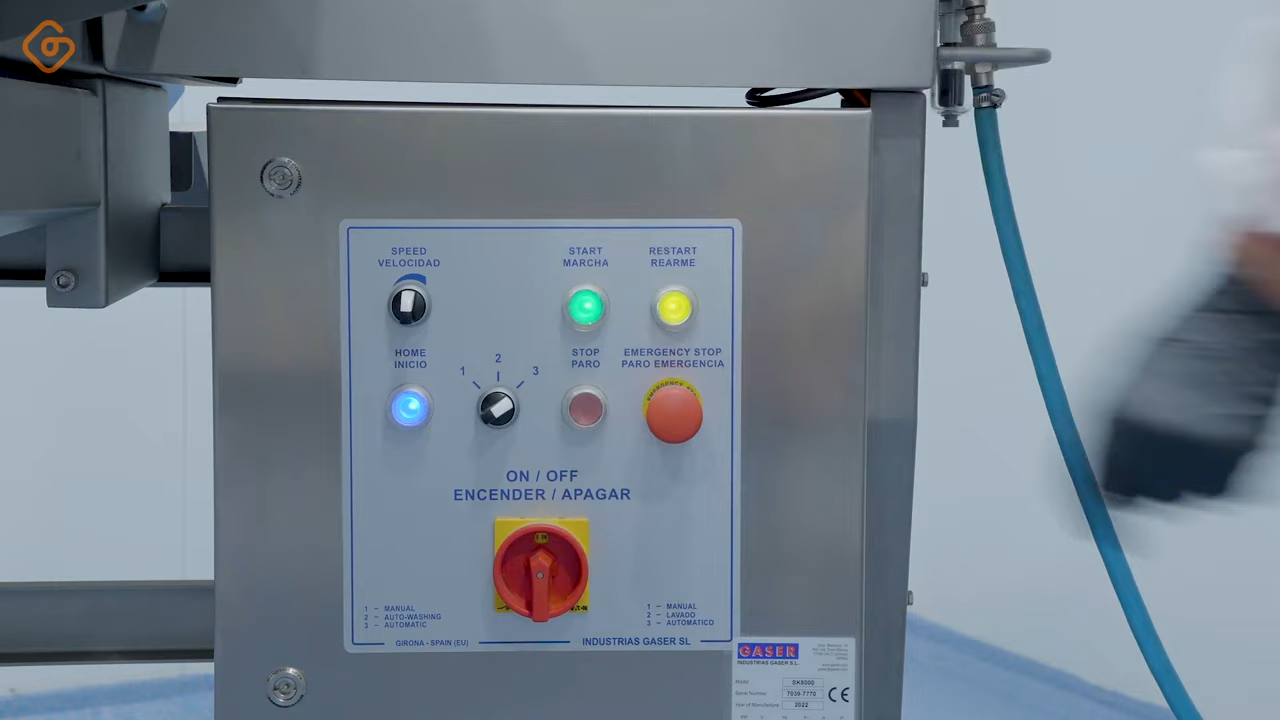 SPEED
VELOCIDAD
START
MARCHA
RESTART
REARME
HOME
INICIO
1
2
3
STOP
PARO
EMERGENCY STOP
PARO EMERGENCIA
ON / OFF
ENCENDER / APAGAR
1 – MANUAL
2 – AUTO-WASHING
3 – AUTOMATIC
1 – MANUAL
2 – LAVADO
3 – AUTOMATICO
GIRONA - SPAIN (EU)
INDUSTRIAS GASER SL
GASER
INDUSTRIAS GASER S.L.
Model
Serial Number 7039-7770
Year of Manufacture 2022
CE